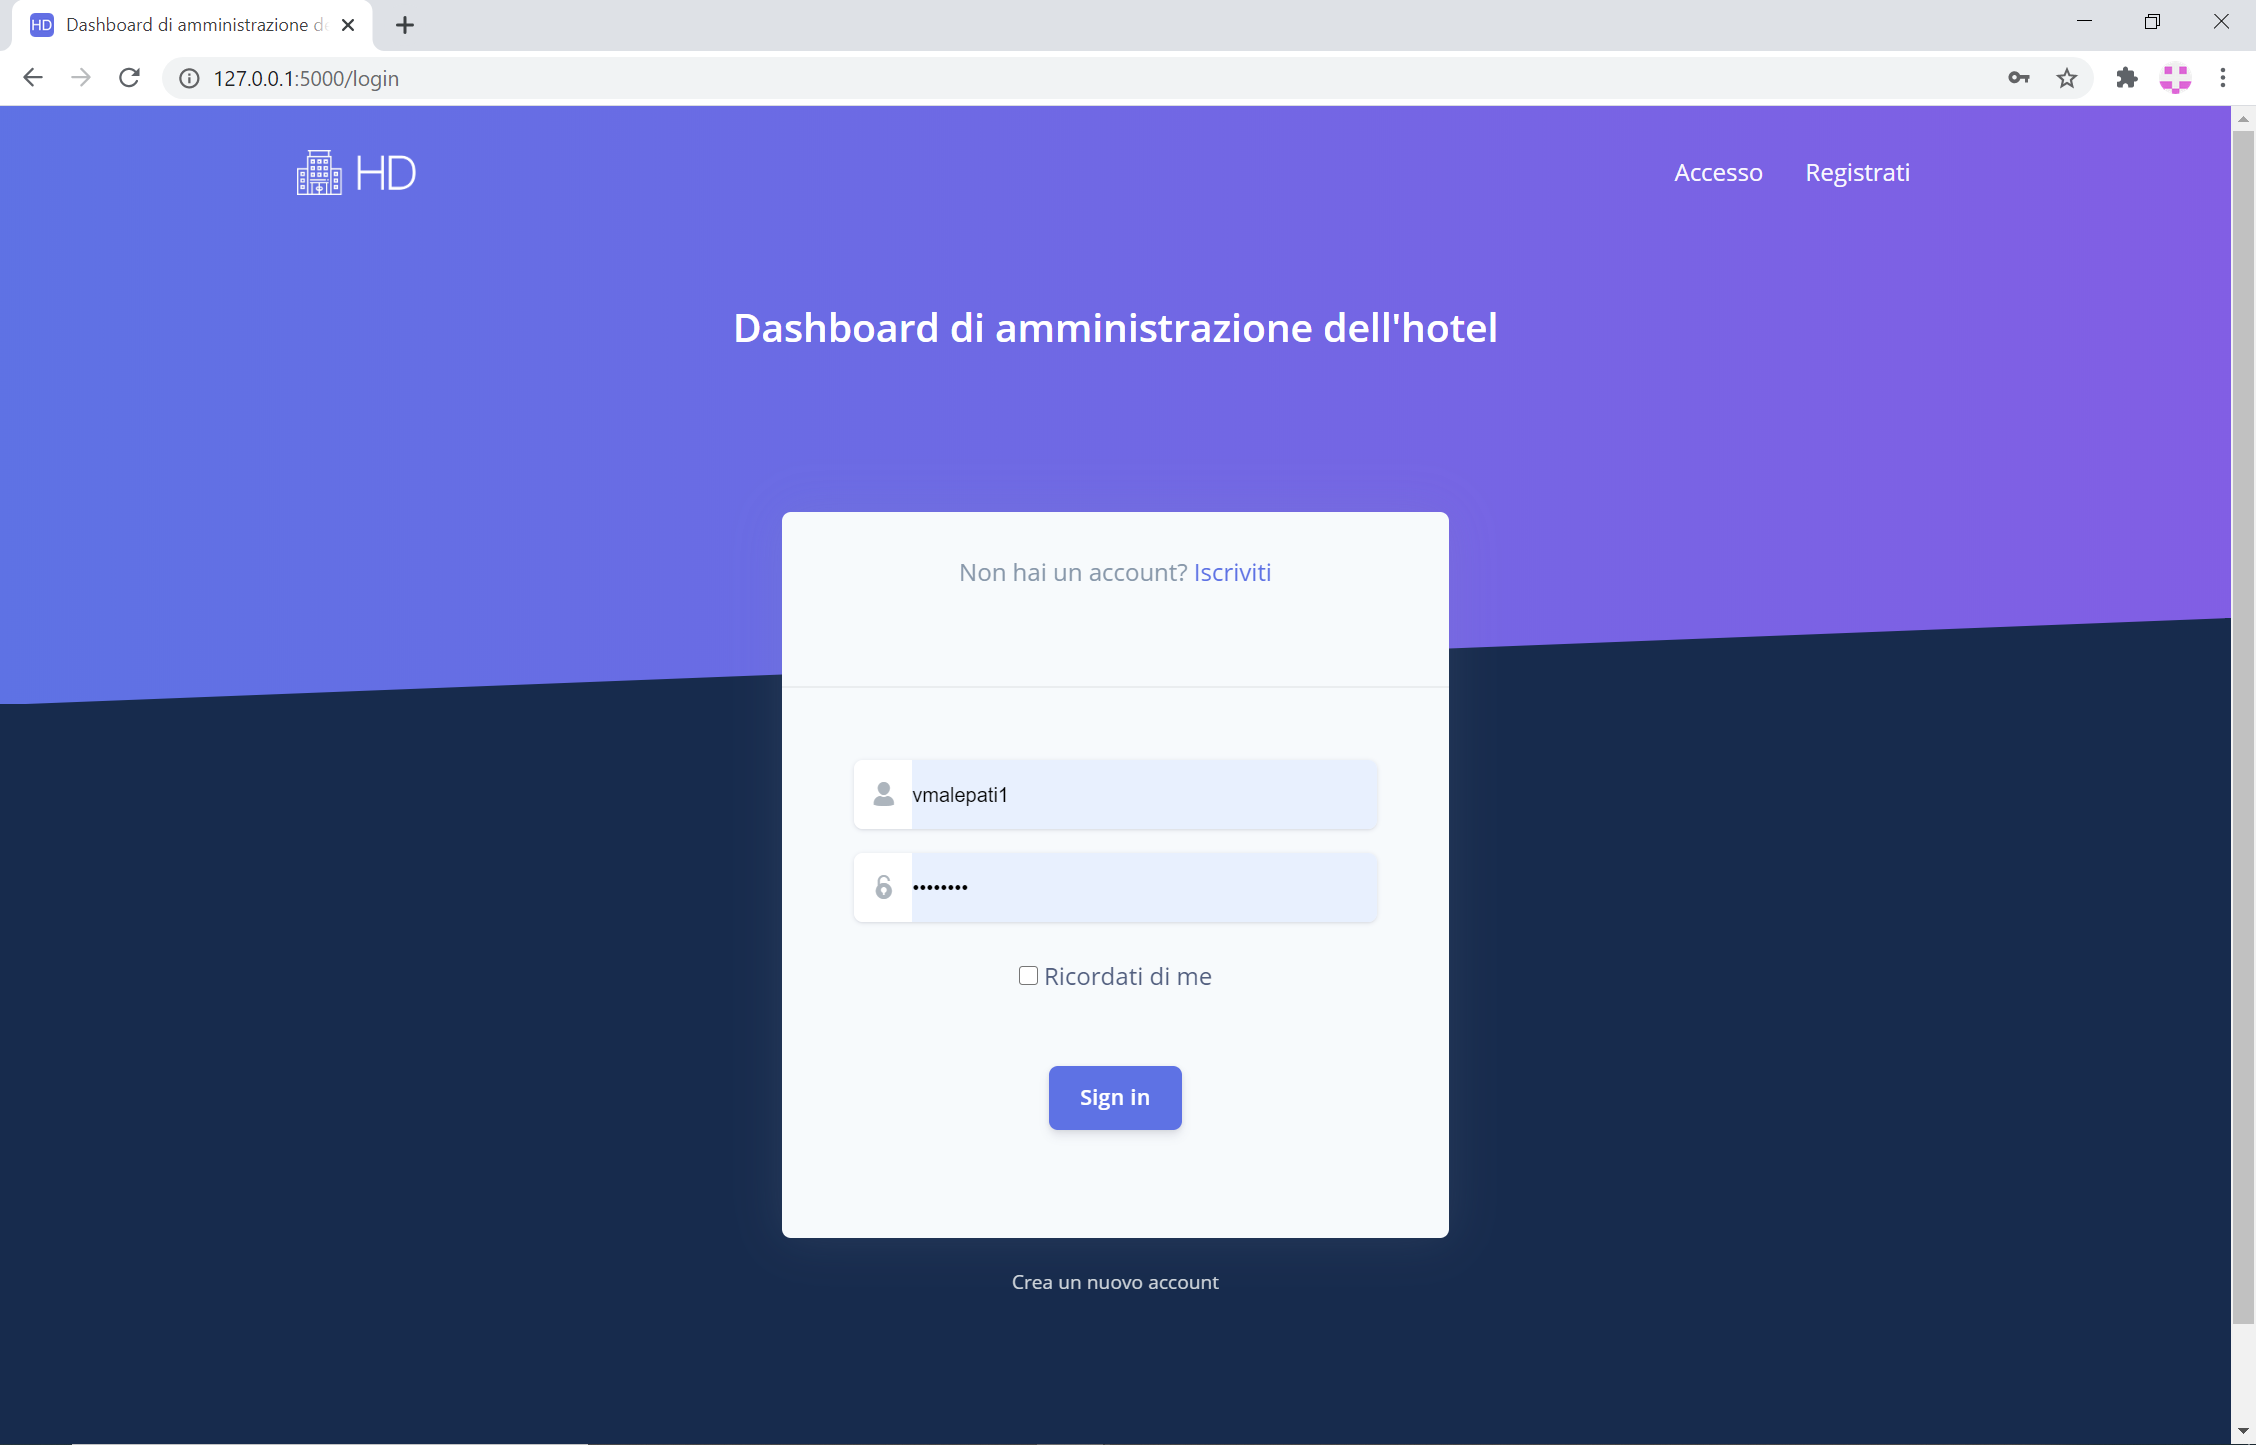 HD Dashboard di amministrazione de
127.0.0.1:5000/login
HD
Accesso Registrati
Dashboard di amministrazione dell'hotel
Non hai un account? Iscriviti
vmalepati1
••••••••
Ricordati di me
Sign in
Crea un nuovo account